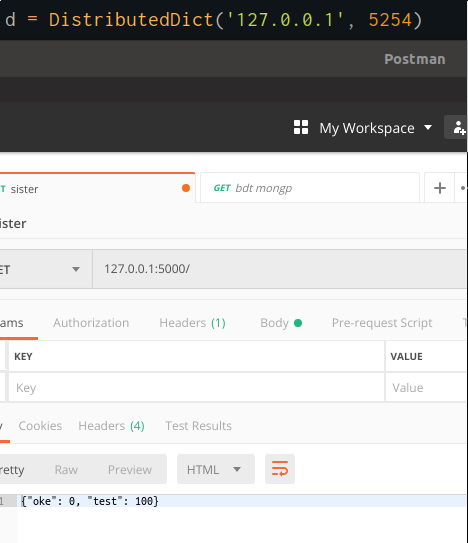 d = DistributedDict('127.0.0.1', 5254)
Postman
My Workspace
T sister GET bdt mongp
ister
ET 127.0.0.1:5000/
ams Authorization Headers (1) Body Pre-request Script T
KEY VALUE
Key Value
y Cookies Headers (4) Test Results
retty Raw Preview HTML
1 {"oke": 0, "test": 100}